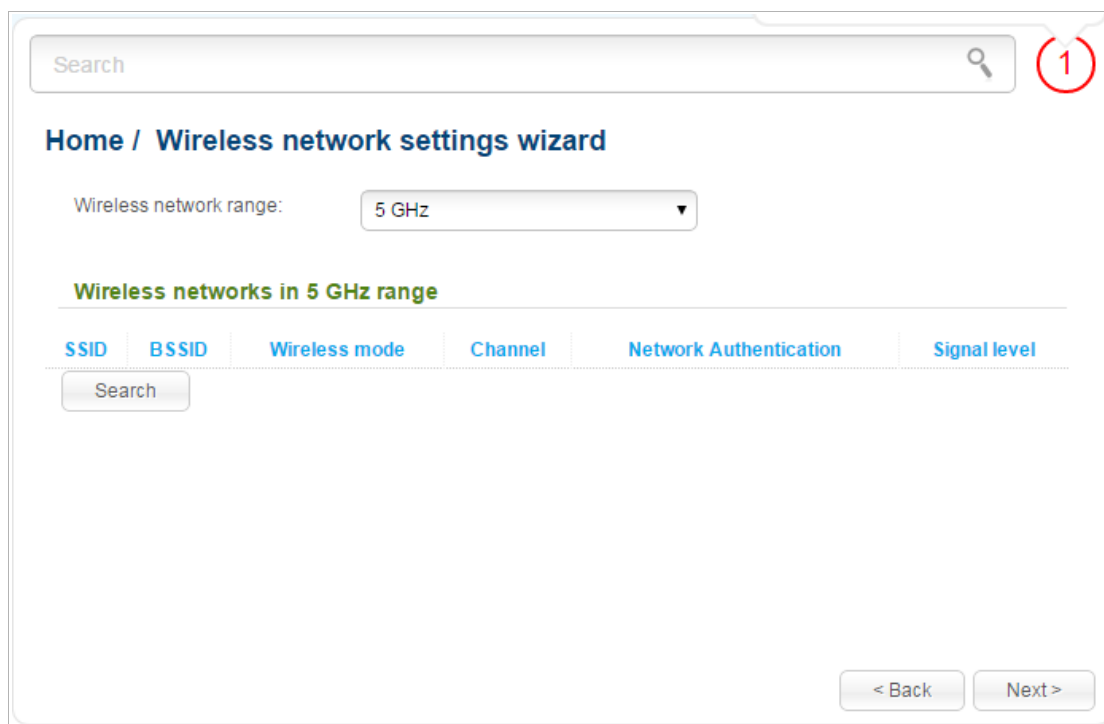 Search
1
Home / Wireless network settings wizard
Wireless network range:
5 GHz
Wireless networks in 5 GHz range
SSID BSSID Wireless mode Channel Network Authentication Signal level
Search
< Back Next >